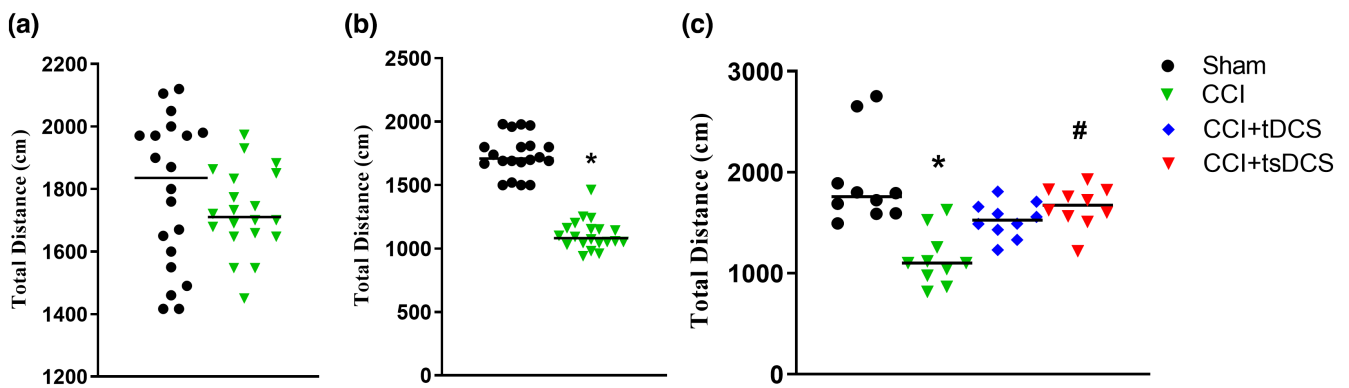 (a)
(b)
(c)
Total Distance (cm)
2200
2000
1800
1600
1400
1200
Total Distance (cm)
2500
2000
1500
1000
500
0
*
Total Distance (cm)
3000
2000
1000
0
*
#
Sham
CCI
CCI+tDCS
CCI+tsDCS